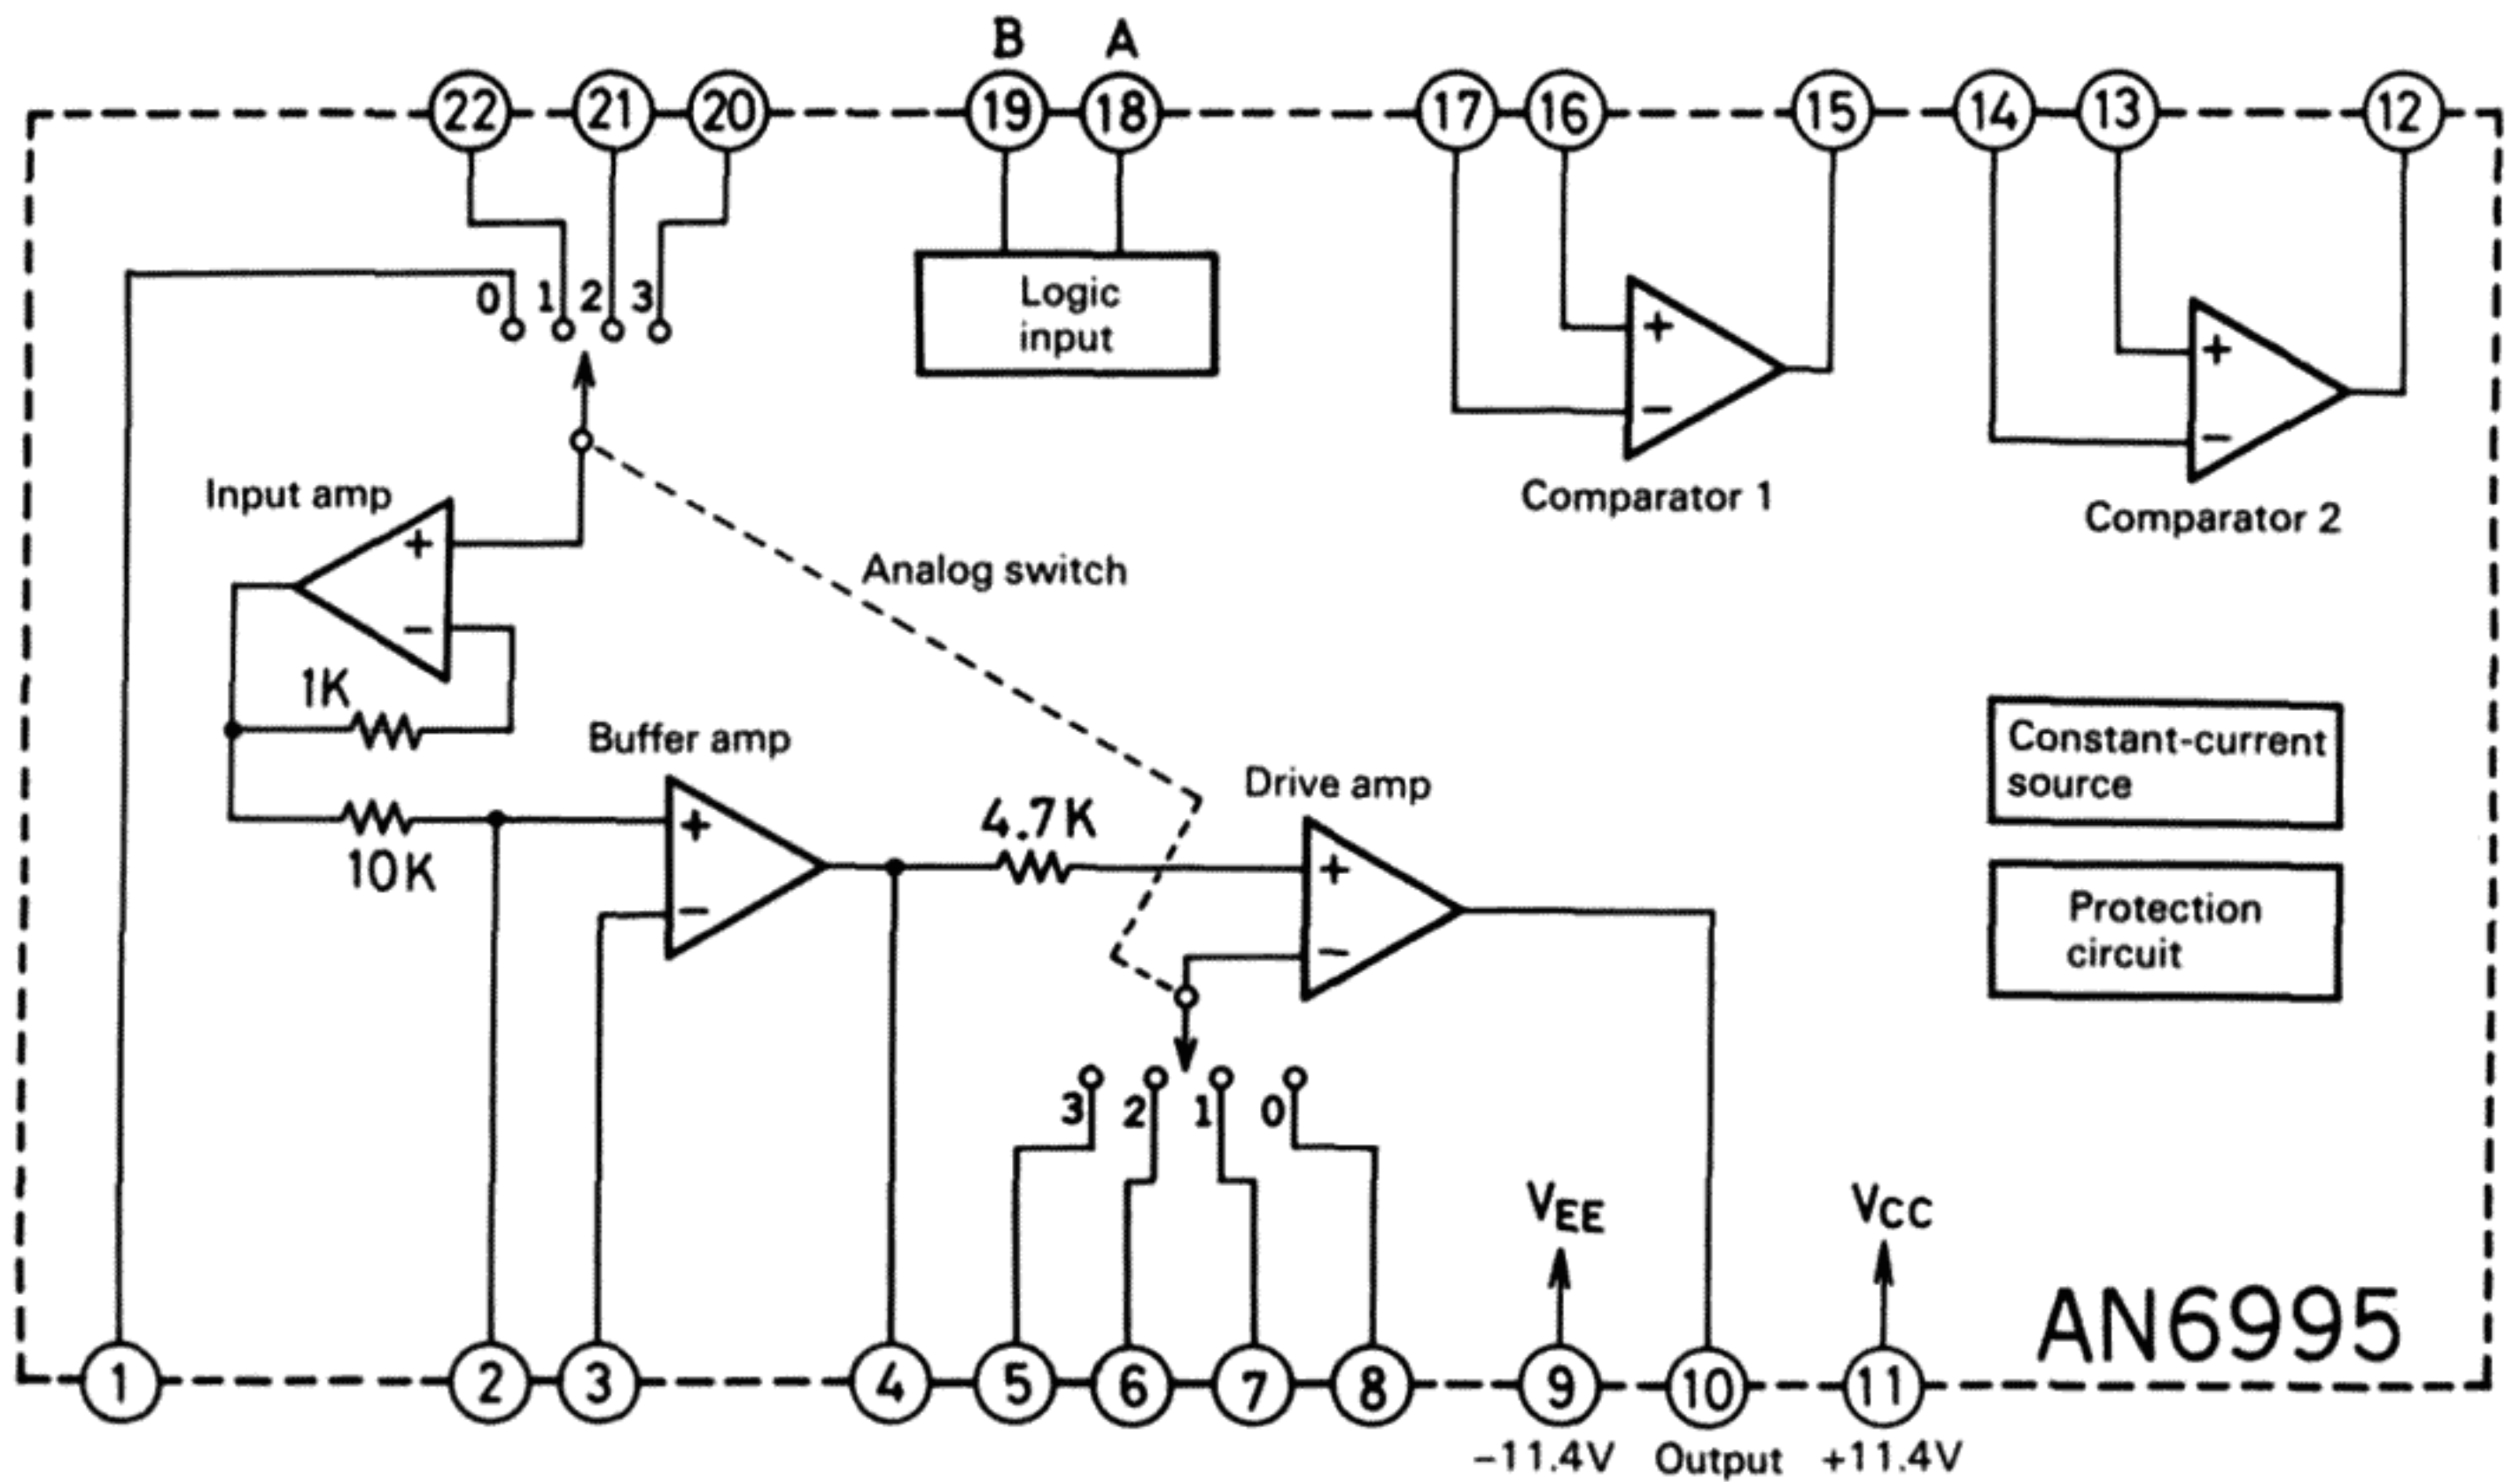 B A
22 21 20 19 18 17 16 15 14 13 12
0 1 2 3
Logic
input
+
−
Comparator 1
+
−
Comparator 2
Input amp
+
−
Analog switch
1K
Buffer amp
10K
+
−
4.7K
Drive amp
+
−
Constant-current
source
Protection
circuit
3 2 1 0
VEE
VCC
AN6995
1 2 3 4 5 6 7 8 9 10 11
−11.4V Output +11.4V